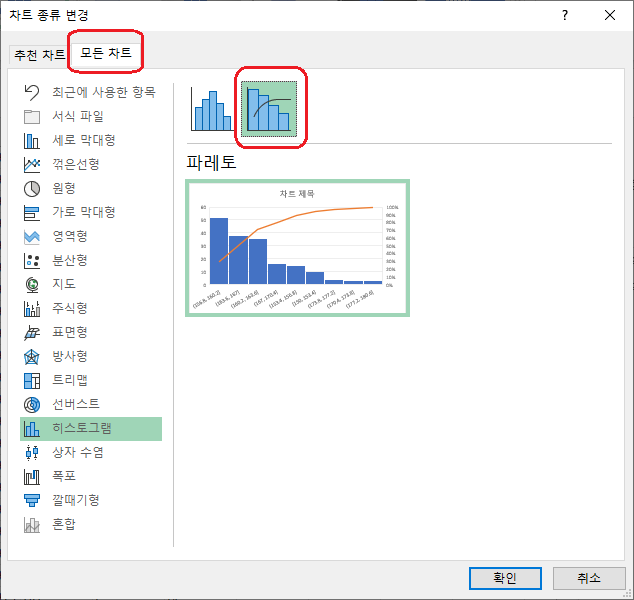 차트 종류 변경
?
추천 차트
모든 차트
최근에 사용한 항목
서식 파일
세로 막대형
꺾은선형
원형
가로 막대형
영역형
분산형
지도
주식형
표면형
방사형
트리맵
선버스트
히스토그램
상자 수염
폭포
깔때기형
혼합
파레토
차트 제목
60
50
40
30
20
10
0
100%
90%
80%
70%
60%
50%
40%
30%
20%
10%
0%
확인
취소